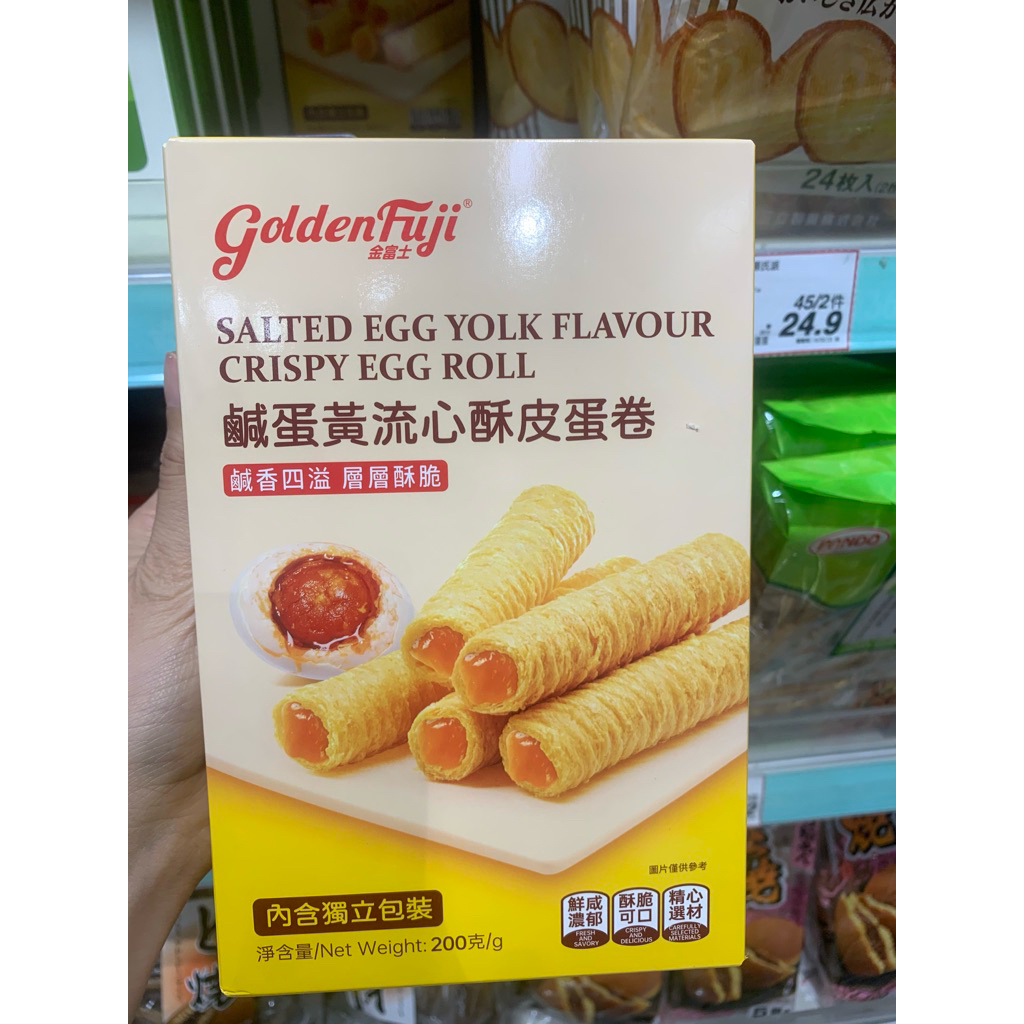 GoldenFuji®
金富士
SALTED EGG YOLK FLAVOUR
CRISPY EGG ROLL
鹹蛋黃流心酥皮蛋卷
鹹香四溢 層層酥脆
圖片僅供參考
內含獨立包裝
淨含量/Net Weight: 200克/g
鮮咸
濃郁
FRESH
AND
SAVORY
酥脆
可口
CRISPY
AND
DELICIOUS
精心
選材
CAREFULLY
SELECTED
MATERIALS
24枚入
45/2件
24.9
PANDO